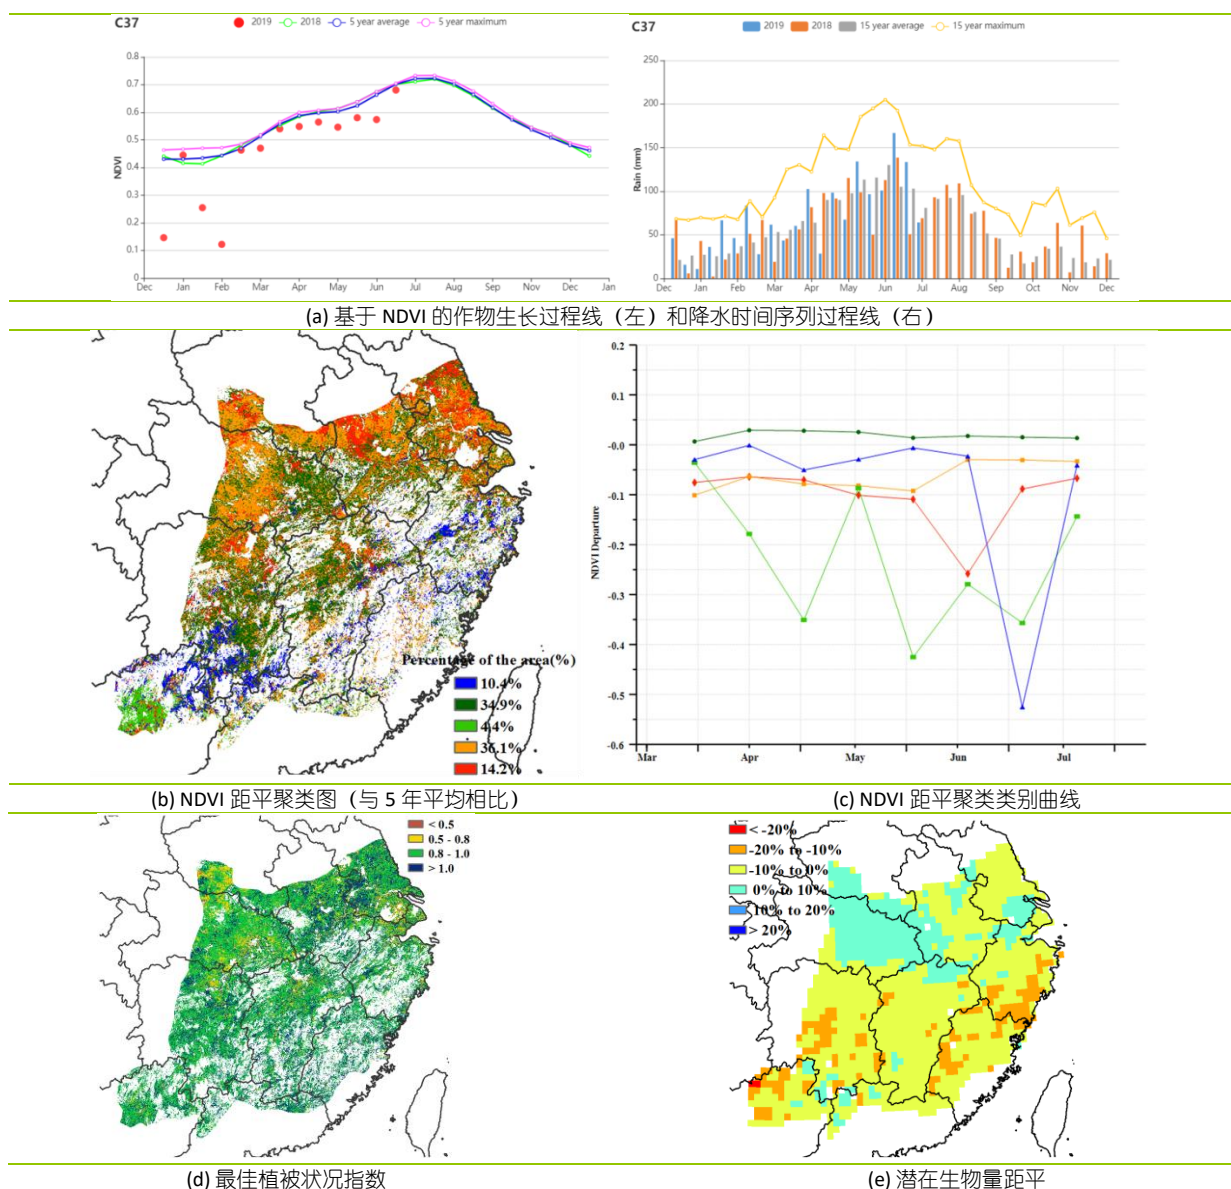 C37
2019 2018 5 year average 5 year maximum
NDVI
0.8
0.7
0.6
0.5
0.4
0.3
0.2
0.1
0
Dec Jan Feb Mar Apr May Jun Jul Aug Sep Oct Nov Dec Jan
C37
2019 2018 15 year average 15 year maximum
Rain (mm)
250
200
150
100
50
0
Dec Jan Feb Mar Apr May Jun Jul Aug Sep Oct Nov Dec
(a) 基于 NDVI 的作物生长过程线（左）和降水时间序列过程线（右）
Percentage of the area(%)
10.4%
34.9%
4.4%
36.1%
14.2%
NDVI Departure
0.2
0.1
-0.0
-0.1
-0.2
-0.3
-0.4
-0.5
-0.6
Mar Apr May Jun Jul
(b) NDVI 距平聚类图（与 5 年平均相比）
(c) NDVI 距平聚类类别曲线
< 0.5
0.5 - 0.8
0.8 - 1.0
> 1.0
< -20%
-20% to -10%
-10% to 0%
0% to 10%
10% to 20%
> 20%
(d) 最佳植被状况指数
(e) 潜在生物量距平